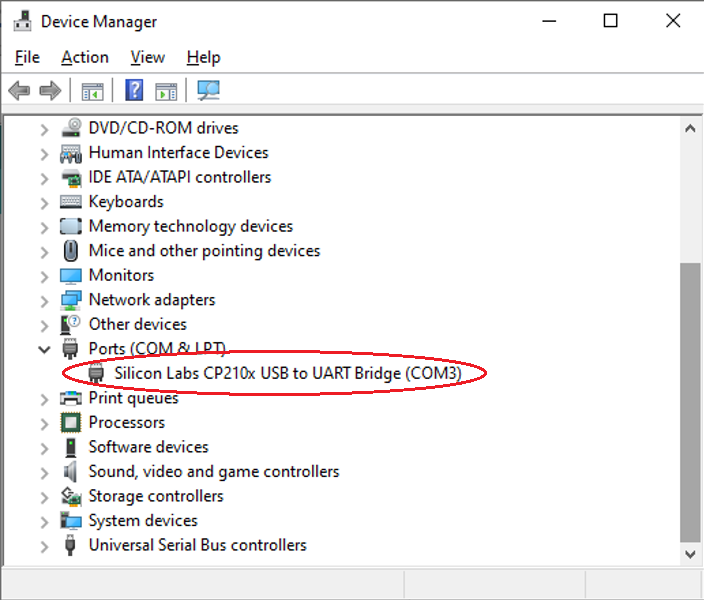 Device Manager
File Action View Help
DVD/CD-ROM drives
Human Interface Devices
IDE ATA/ATAPI controllers
Keyboards
Memory technology devices
Mice and other pointing devices
Monitors
Network adapters
Other devices
Ports (COM & LPT)
Silicon Labs CP210x USB to UART Bridge (COM3)
Print queues
Processors
Software devices
Sound, video and game controllers
Storage controllers
System devices
Universal Serial Bus controllers